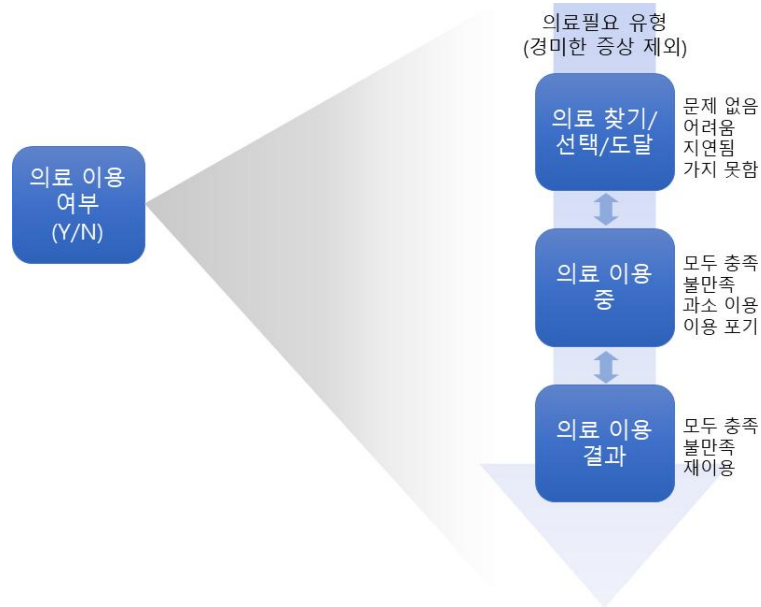 의료필요 유형
(경미한 증상 제외)
의료 찾기/
선택/도달
문제 없음
어려움
지연됨
가지 못함
의료 이용
여부
(Y/N)
의료 이용
중
모두 충족
불만족
과소 이용
이용 포기
의료 이용
결과
모두 충족
불만족
재이용